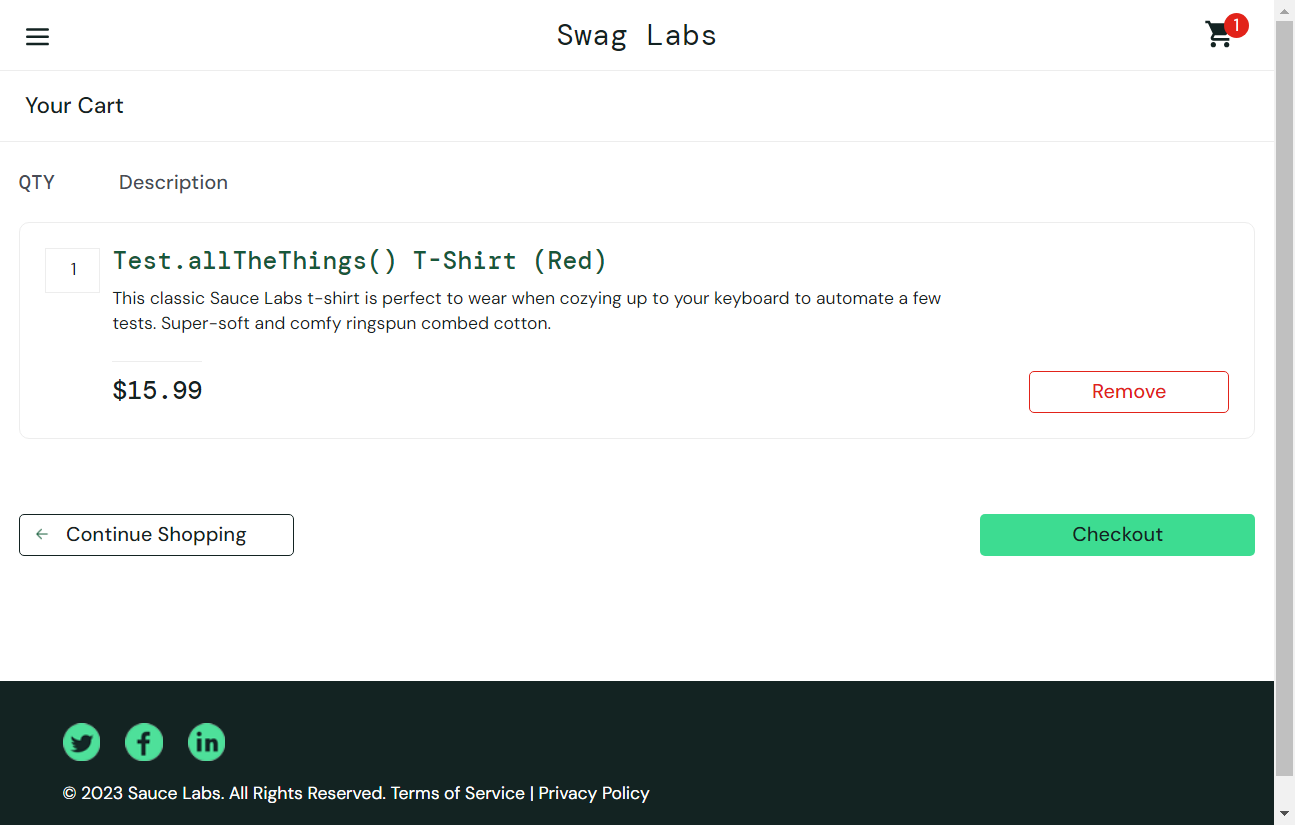 Swag Labs
1
Your Cart
QTY Description
1
Test.allTheThings() T-Shirt (Red)
This classic Sauce Labs t-shirt is perfect to wear when cozying up to your keyboard to automate a few
tests. Super-soft and comfy ringspun combed cotton.
$15.99
Remove
Continue Shopping
Checkout
© 2023 Sauce Labs. All Rights Reserved. Terms of Service | Privacy Policy